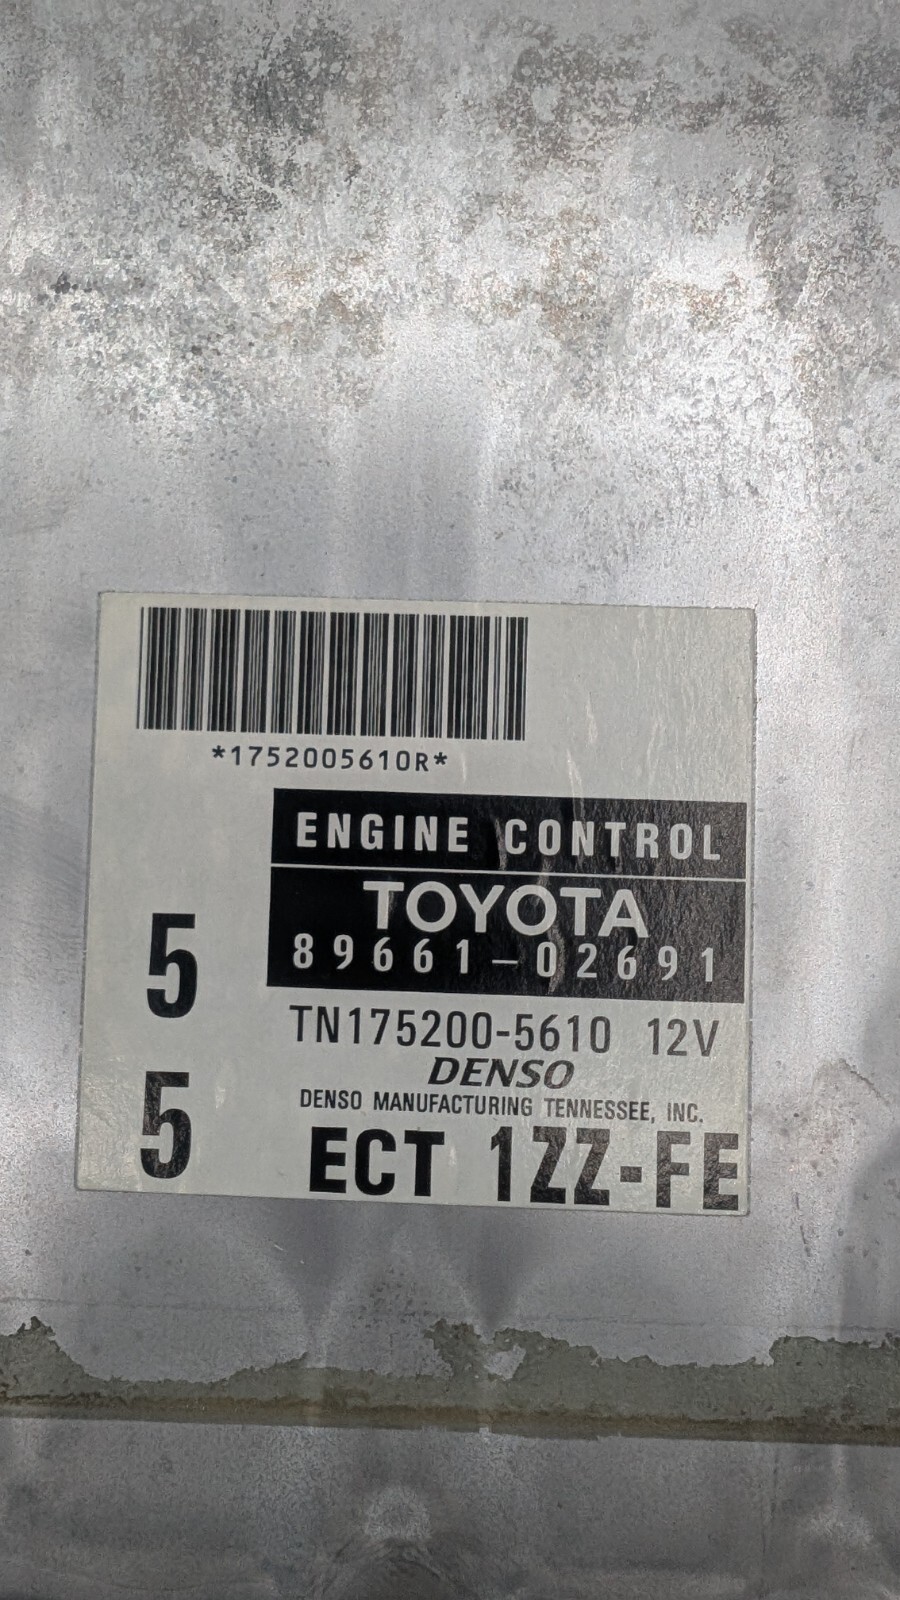 *1752005610R*
ENGINE CONTROL
TOYOTA
89661-02691
5
TN175200-5610 12V
DENSO
DENSO MANUFACTURING TENNESSEE, INC.
5
ECT 1ZZ-FE